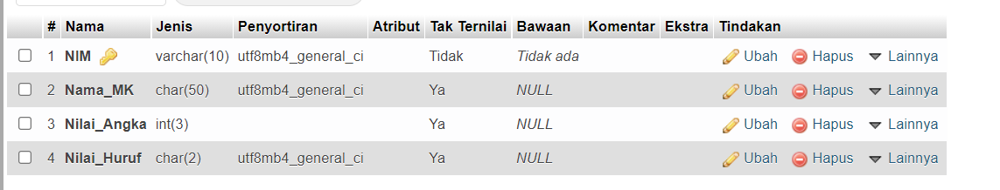 # Nama Jenis Penyortiran Atribut Tak Ternilai Bawaan Komentar Ekstra Tindakan
1 NIM varchar(10) utf8mb4_general_ci Tidak Tidak ada Ubah Hapus Lainnya
2 Nama_MK char(50) utf8mb4_general_ci Ya NULL Ubah Hapus Lainnya
3 Nilai_Angka int(3) Ya NULL Ubah Hapus Lainnya
4 Nilai_Huruf char(2) utf8mb4_general_ci Ya NULL Ubah Hapus Lainnya